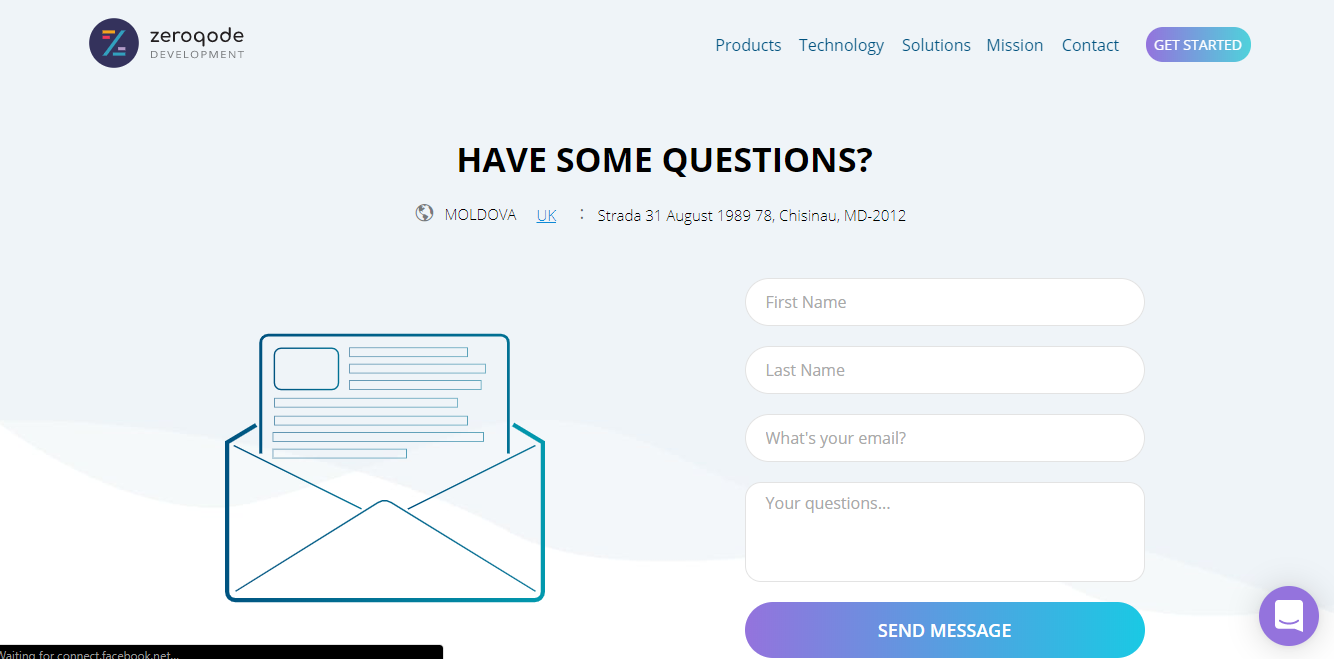 zeroqode
DEVELOPMENT
Products Technology Solutions Mission Contact GET STARTED
HAVE SOME QUESTIONS?
MOLDOVA UK : Strada 31 August 1989 78, Chisinau, MD-2012
First Name
Last Name
What's your email?
Your questions...
SEND MESSAGE
Waiting for connect.facebook.net...